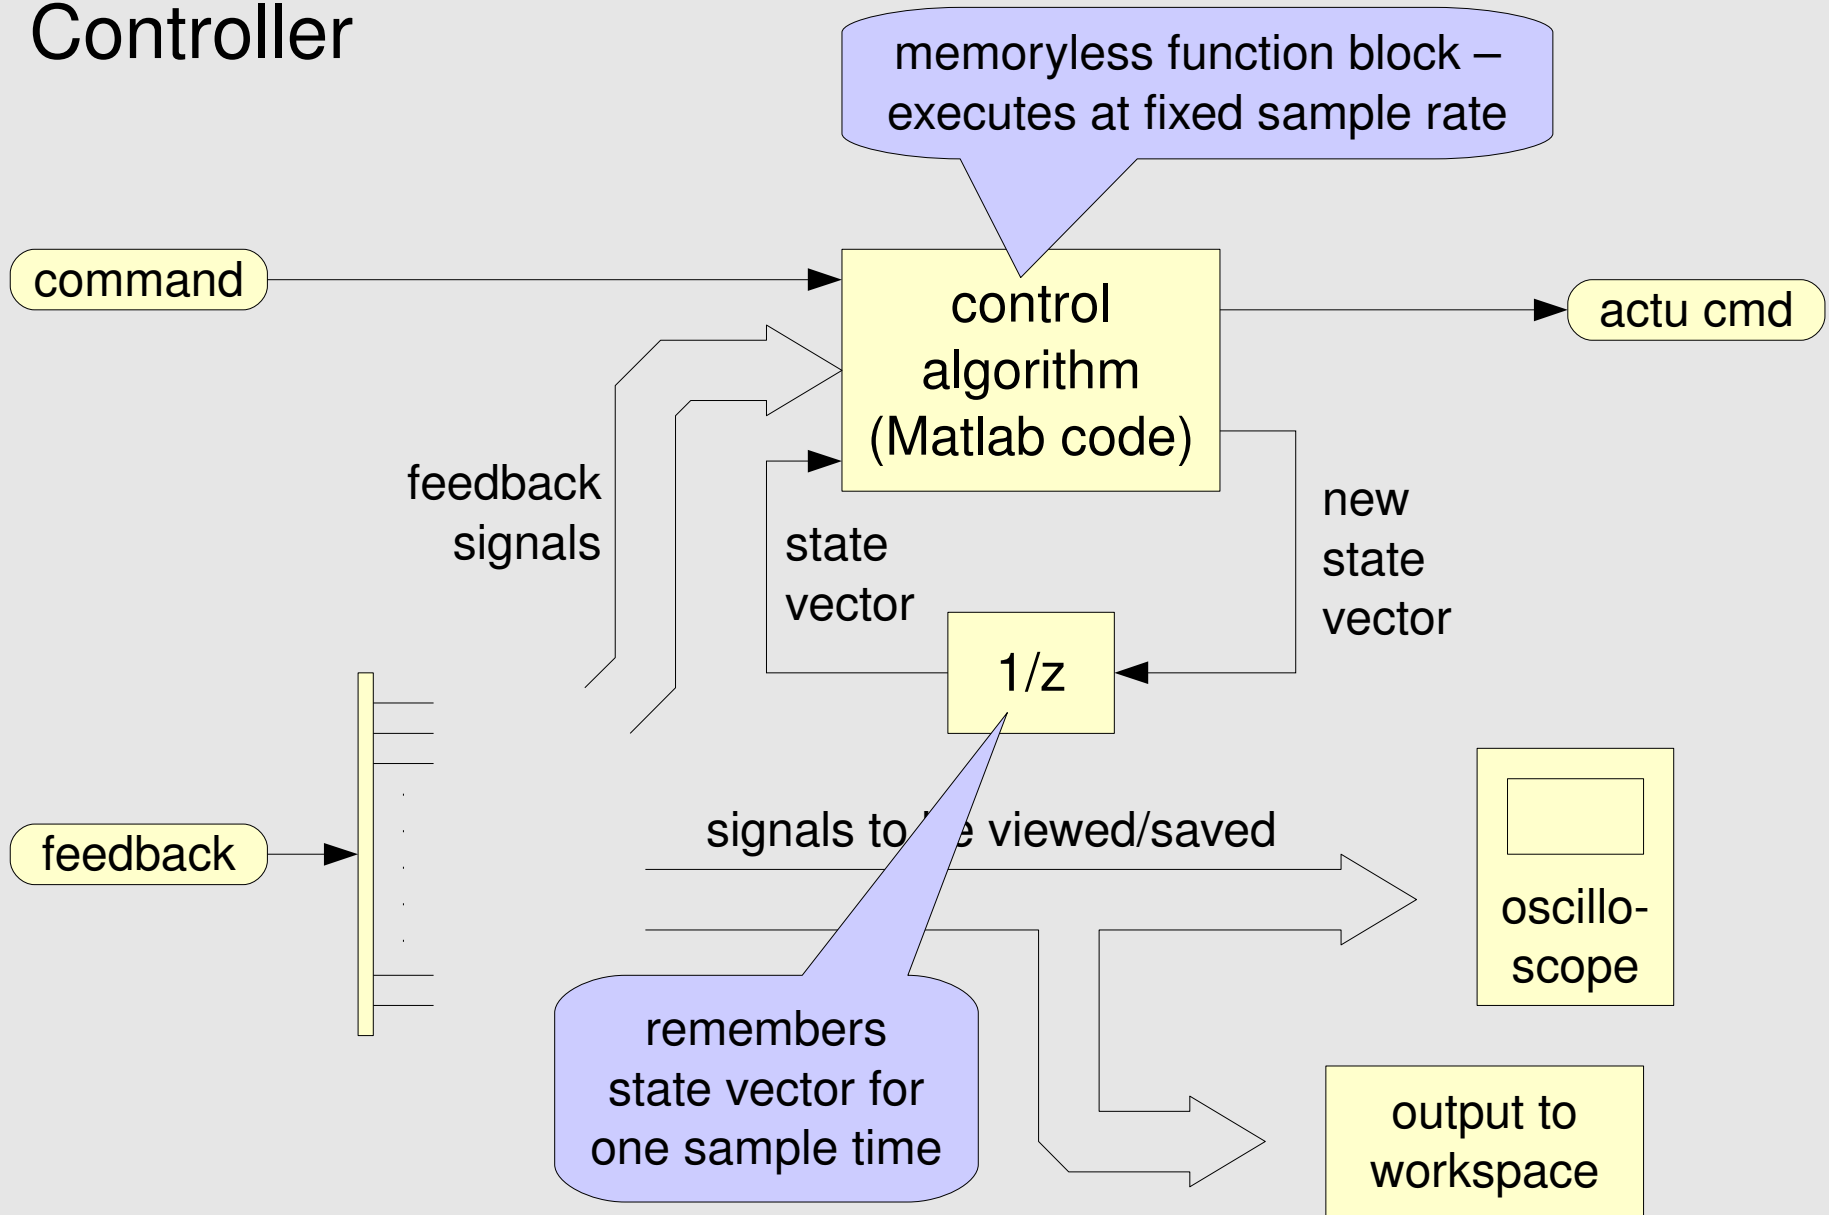 Controller
memoryless function block –
executes at fixed sample rate
command
control
algorithm
(Matlab code)
actu cmd
feedback
signals
state
vector
new
state
vector
1/z
feedback
signals to viewed/saved
oscillo-
scope
remembers
state vector for
one sample time
output to
workspace